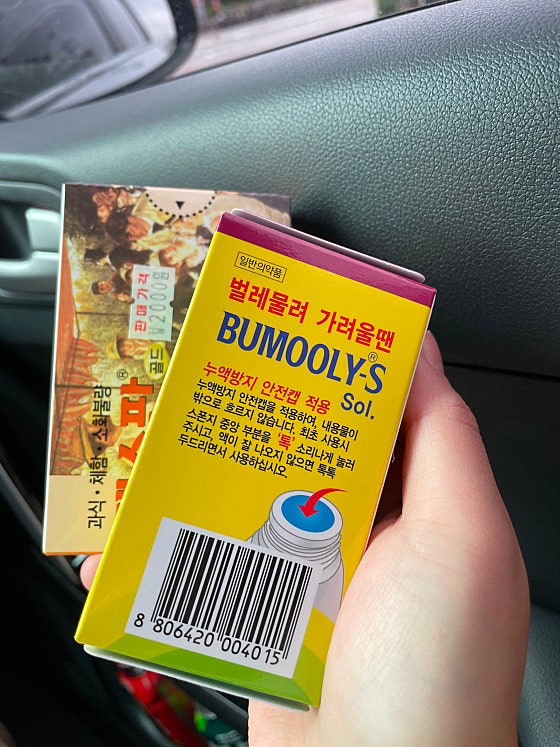 일반의약품
벌레물려 가려울땐
BUMOOLY-S®
Sol.
누액방지 안전캡 적용
누액방지 안전캡을 적용하여, 내용물이
밖으로 흐르지 않습니다. 최초 사용시
스폰지 중앙 부분을 '톡' 소리나게 눌러
주시고, 액이 잘 나오지 않으면 톡톡
두드리면서 사용하십시오.
8 806420 004015
판매가격
₩2000원
파® 골드
과식·체함·소화불량